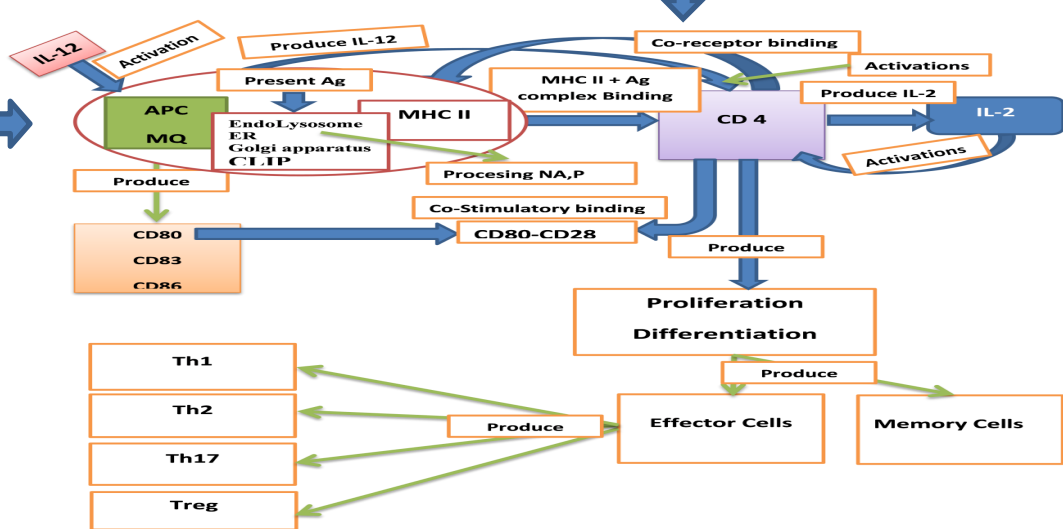 IL-12
Activation
Produce IL-12
Co-receptor binding
Activations
Present Ag
MHC II + Ag
complex Binding
Produce IL-2
APC
MQ
EndoLysosome
ER
Golgi apparatus
CLIP
MHC II
CD 4
IL-2
Activations
Produce
Procesing NA,P
Co-Stimulatory binding
CD80-CD28
CD80
CD83
CD86
Produce
Proliferation
Differentiation
Produce
Th1
Th2
Th17
Treg
Produce
Effector Cells
Memory Cells